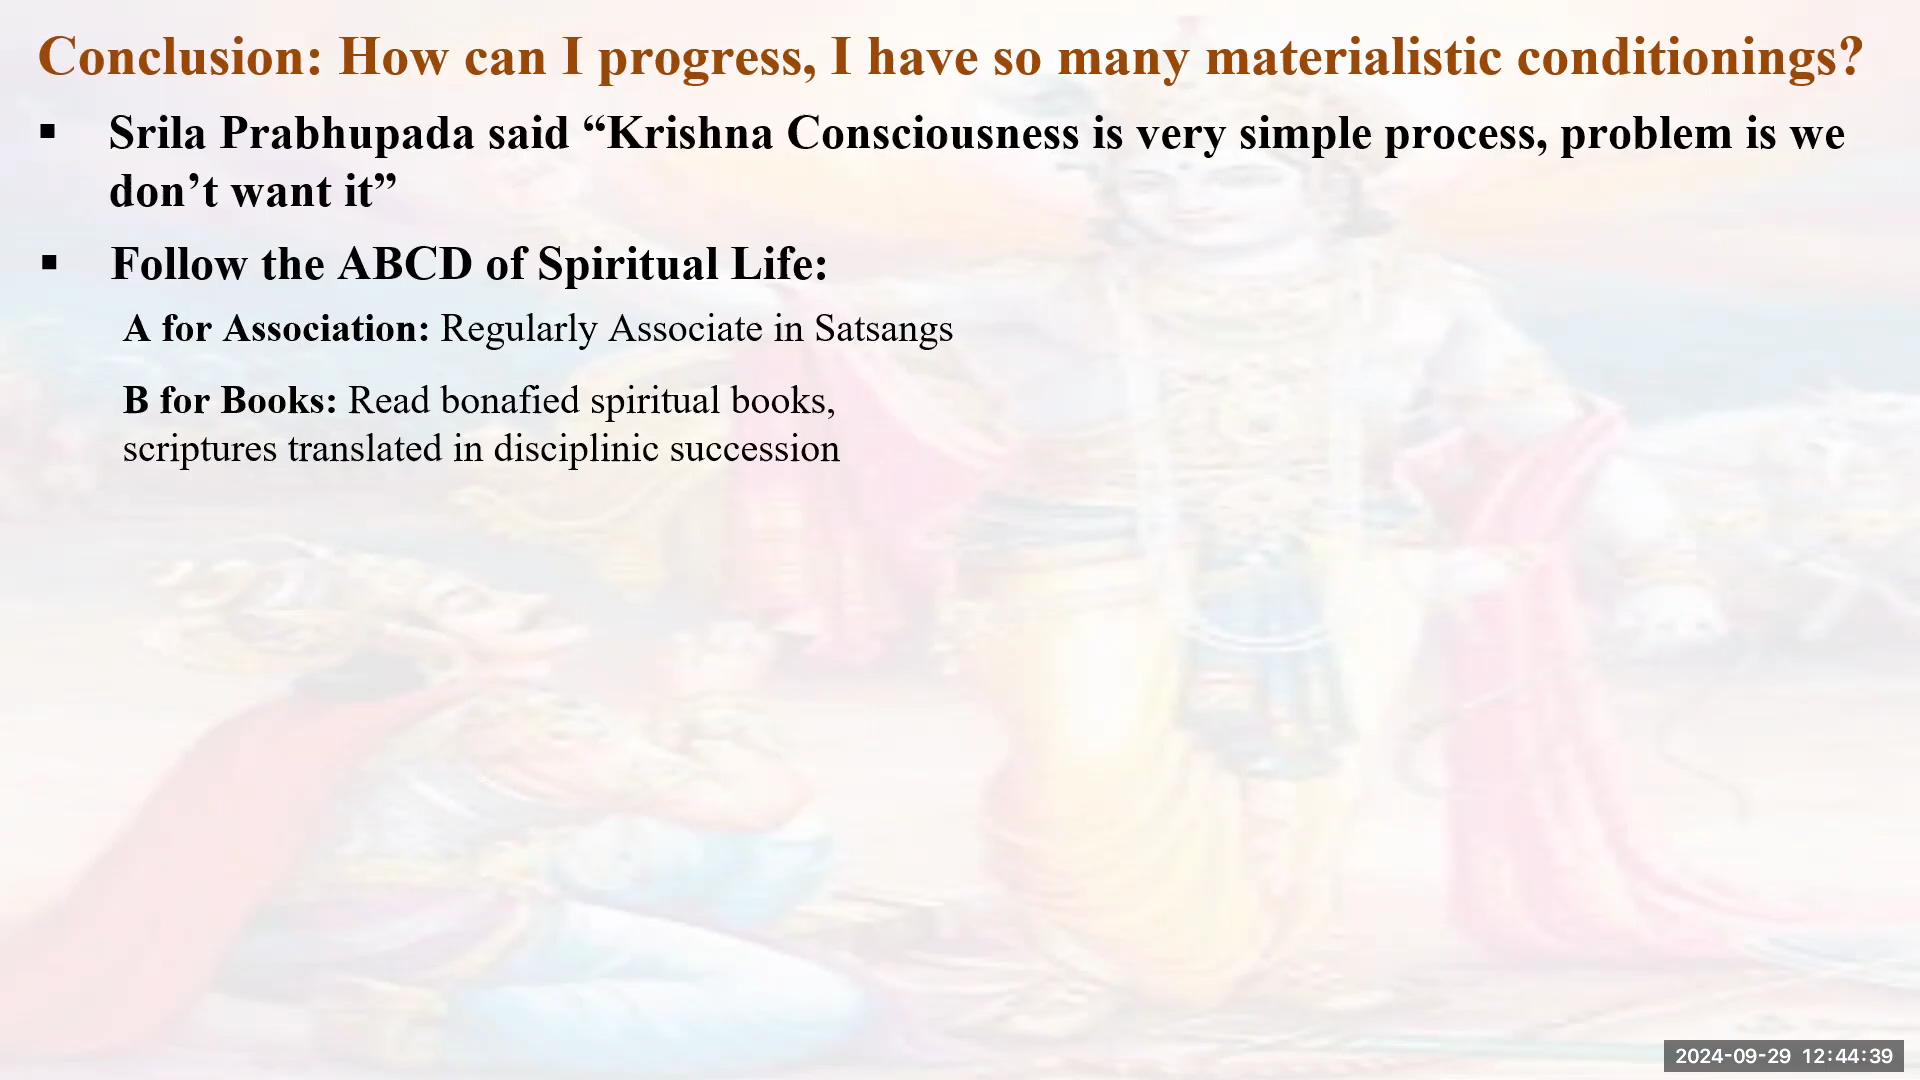 Conclusion: How can I progress, I have so many materialistic conditionings?
▪ Srila Prabhupada said “Krishna Consciousness is very simple process, problem is we
don’t want it”
▪ Follow the ABCD of Spiritual Life:
A for Association: Regularly Associate in Satsangs
B for Books: Read bonafied spiritual books,
scriptures translated in disciplinic succession
2024-09-29 12:44:39